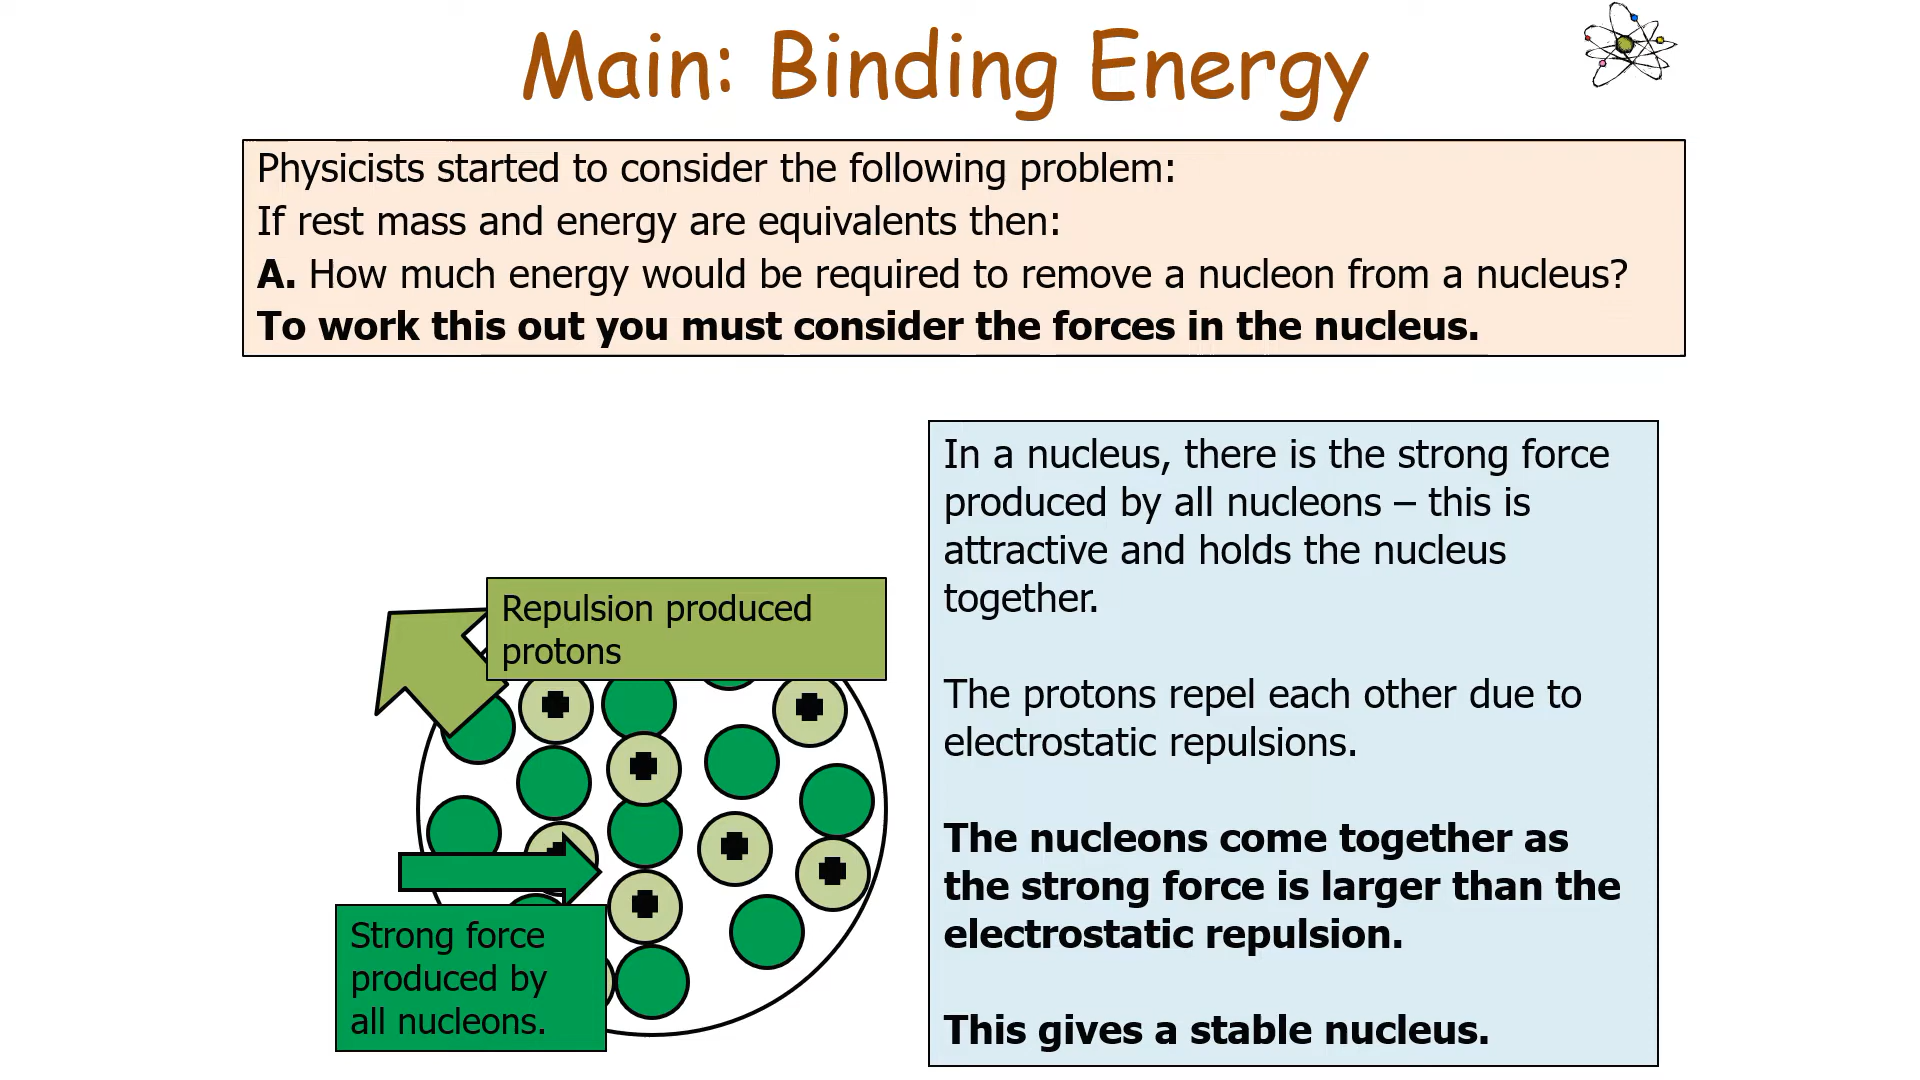 Main: Binding Energy
Physicists started to consider the following problem:
If rest mass and energy are equivalents then:
A. How much energy would be required to remove a nucleon from a nucleus?
To work this out you must consider the forces in the nucleus.
Repulsion produced
protons
Strong force
produced by
all nucleons.
In a nucleus, there is the strong force
produced by all nucleons – this is
attractive and holds the nucleus
together.
The protons repel each other due to
electrostatic repulsions.
The nucleons come together as
the strong force is larger than the
electrostatic repulsion.
This gives a stable nucleus.